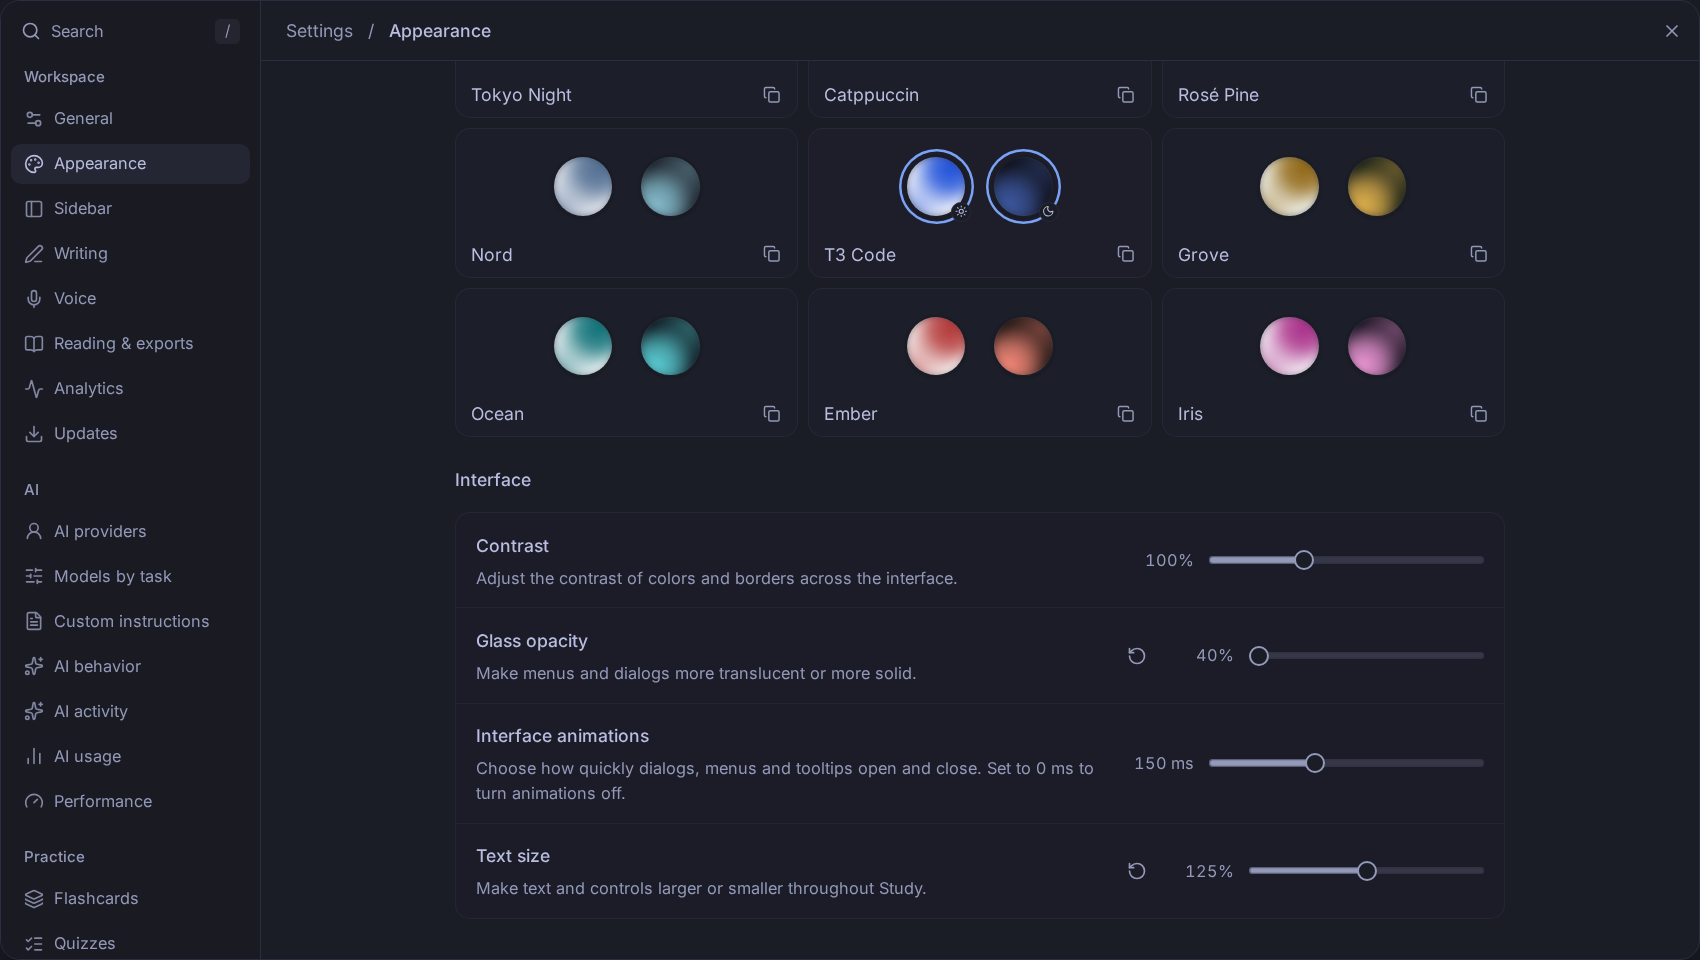 Search
/
Workspace
General
Appearance
Sidebar
Writing
Voice
Reading & exports
Analytics
Updates
AI
AI providers
Models by task
Custom instructions
AI behavior
AI activity
AI usage
Performance
Practice
Flashcards
Quizzes
Settings / Appearance
Tokyo Night
Catppuccin
Rosé Pine
Nord
T3 Code
Grove
Ocean
Ember
Iris
Interface
Contrast
Adjust the contrast of colors and borders across the interface.
100%
Glass opacity
Make menus and dialogs more translucent or more solid.
40%
Interface animations
Choose how quickly dialogs, menus and tooltips open and close. Set to 0 ms to
turn animations off.
150 ms
Text size
Make text and controls larger or smaller throughout Study.
125%